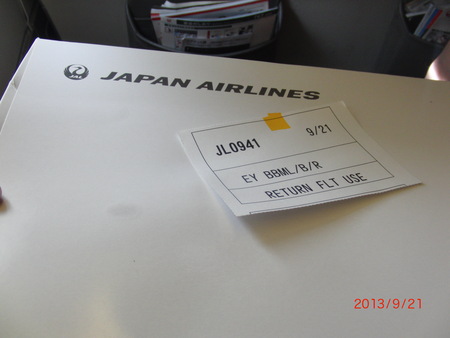 JAPAN AIRLINES
JL0941 9/21
EY BBML/B/R
RETURN FLT USE
2013/9/21